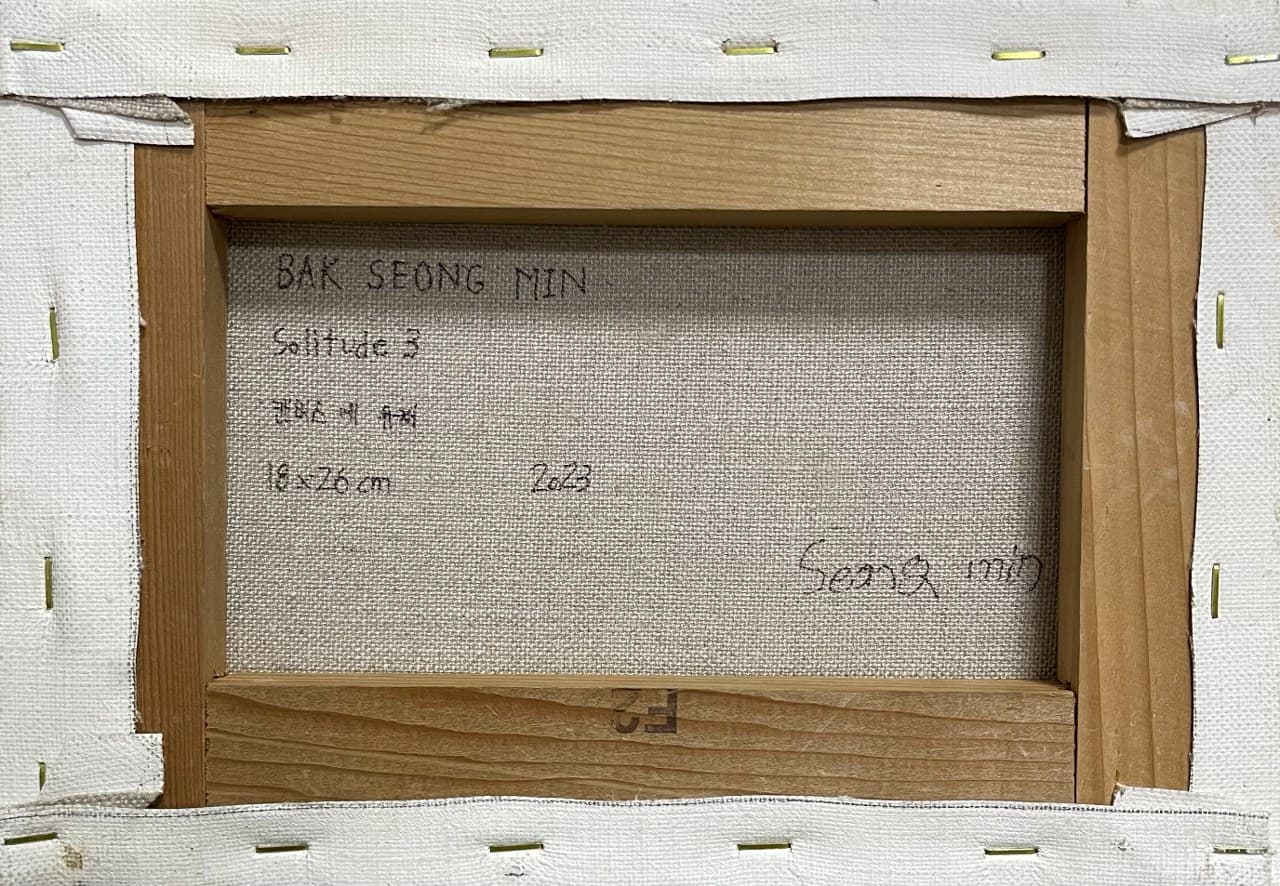 BAK SEONG MIN
Solitude 3
캔버스 에 유채
18 x 26 cm 2023
Seong min